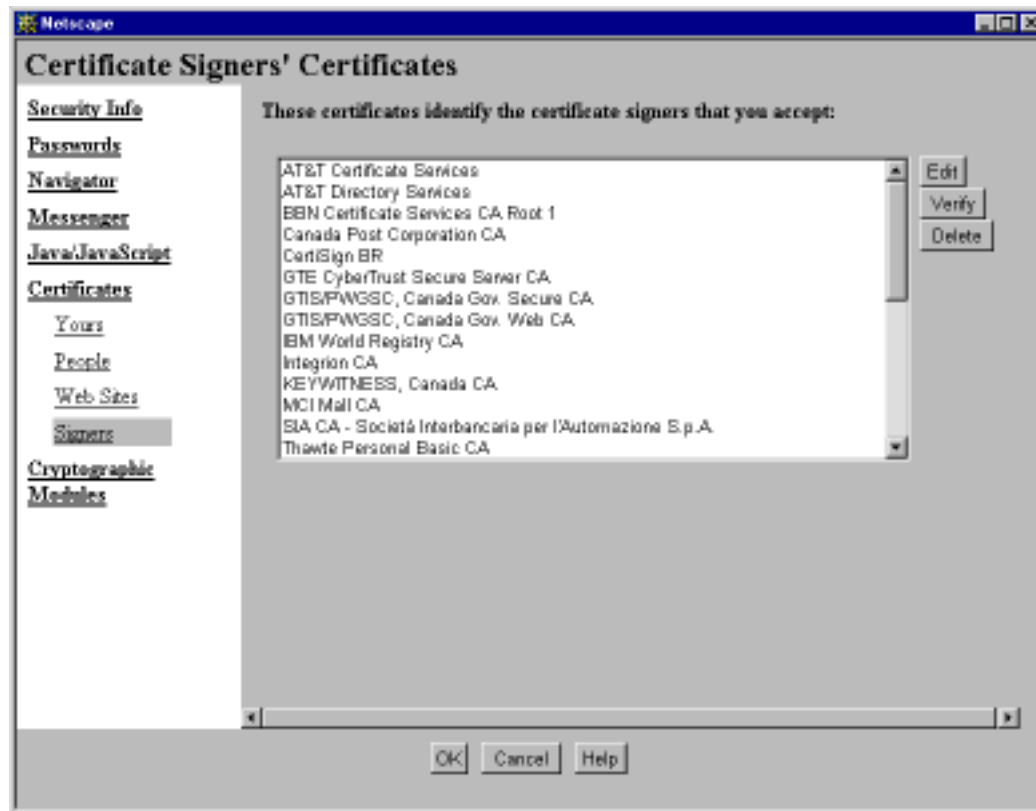 Netscape
Certificate Signers' Certificates
Security Info
Passwords
Navigator
Messenger
Java/JavaScript
Certificates
Yours
People
Web Sites
Signers
Cryptographic
Modules
These certificates identify the certificate signers that you accept:
AT&T Certificate Services
AT&T Directory Services
BBN Certificate Services CA Root 1
Canada Post Corporation CA
CertiSign BR
GTE CyberTrust Secure Server CA
GTIS/PWGSC, Canada Gov. Secure CA
GTIS/PWGSC, Canada Gov. Web CA
IBM World Registry CA
Integrion CA
KEYWITNESS, Canada CA
MCI Mall CA
SIA CA - Società Interbancaria per l'Automazione S.p.A.
Thawte Personal Basic CA
Edit
Verify
Delete
OK
Cancel
Help